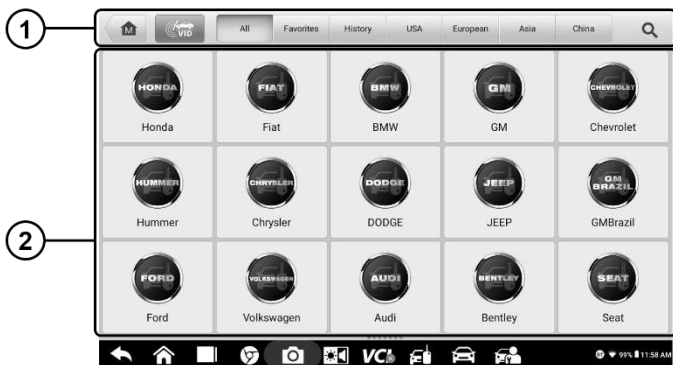 1
M
VID
All Favorites History USA European Asia China
2
HONDA FIAT BMW GM CHEVROLET
Honda Fiat BMW GM Chevrolet
HUMMER CHRYSLER DODGE JEEP GM BRAZIL
Hummer Chrysler DODGE JEEP GMBrazil
FORD VOLKSWAGEN AUDI BENTLEY SEAT
Ford Volkswagen Audi Bentley Seat
VCI 99% 11:58 AM